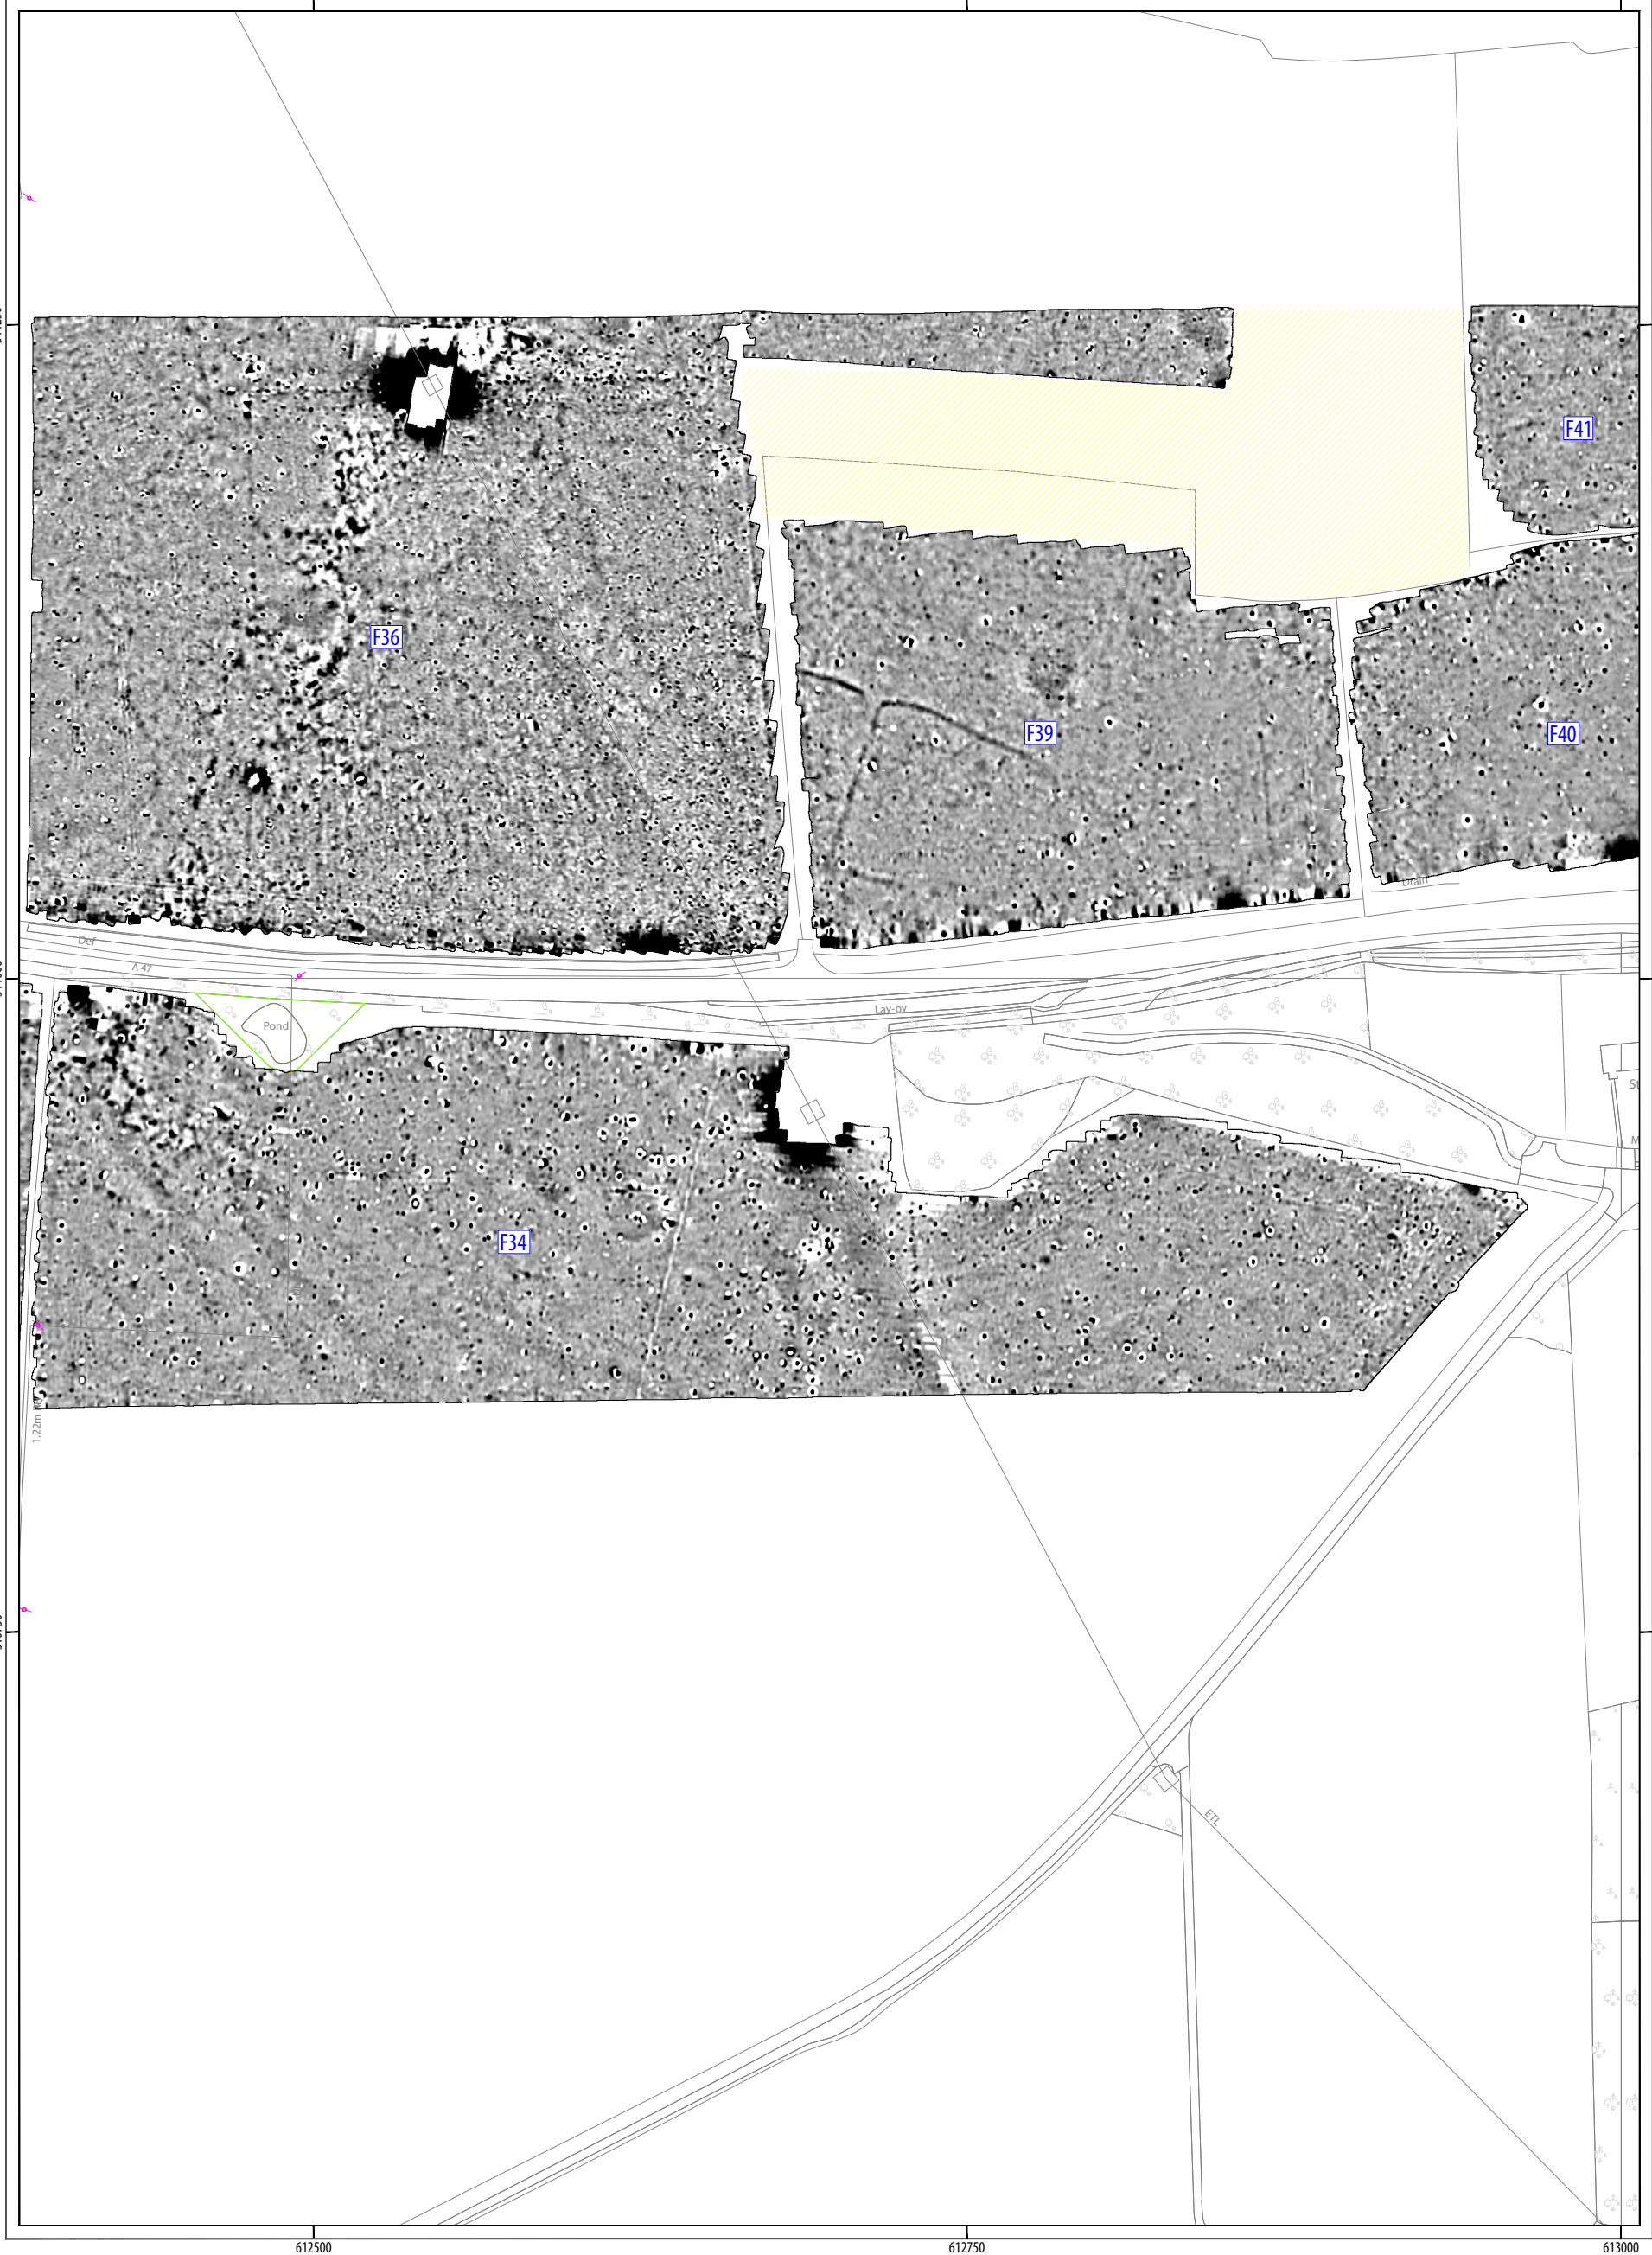 F41
F36
F39
F40
Drain
Def
A 47
Lay-by
Pond
F34
1.22m
ETL
612500
612750
613000